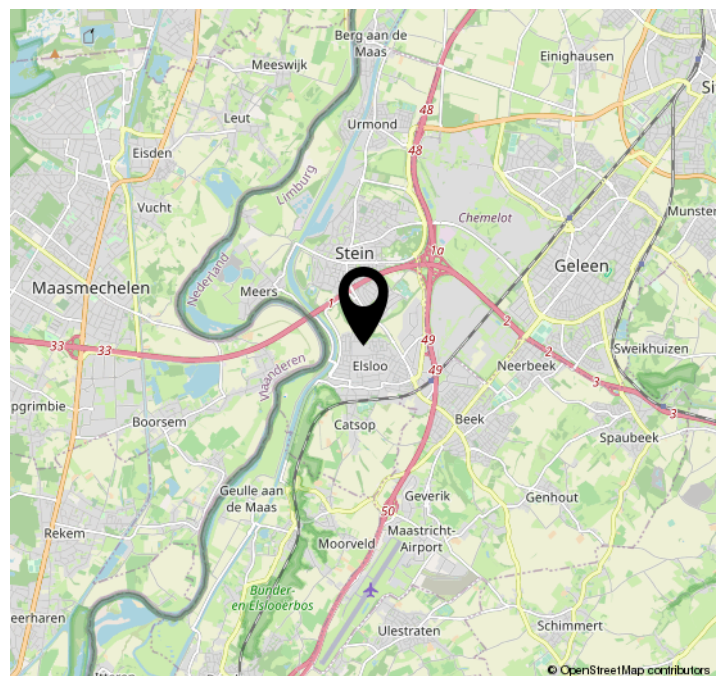 Berg aan de
Maas
Meeswijk
Einighausen
48
Leut
Urmond
Eisden
48
Limburg
Vucht
Chemelot
Munster
Stein
1a
Geleen
Nederland
Maasmechelen
Meers
1
2
33
33
49
2
Sweikhuizen
Vlaanderen
Elsloo
49
Neerbeek
3
3
pgrimbie
Boorsem
Catsop
Beek
Spaubeek
Geulle aan
de Maas
Geverik
Genhout
50
Rekem
Maastricht-
Airport
Moorveld
Bunder-
en Elslooerbos
eerharen
Ulestraten
Schimmert
© OpenStreetMap contributors